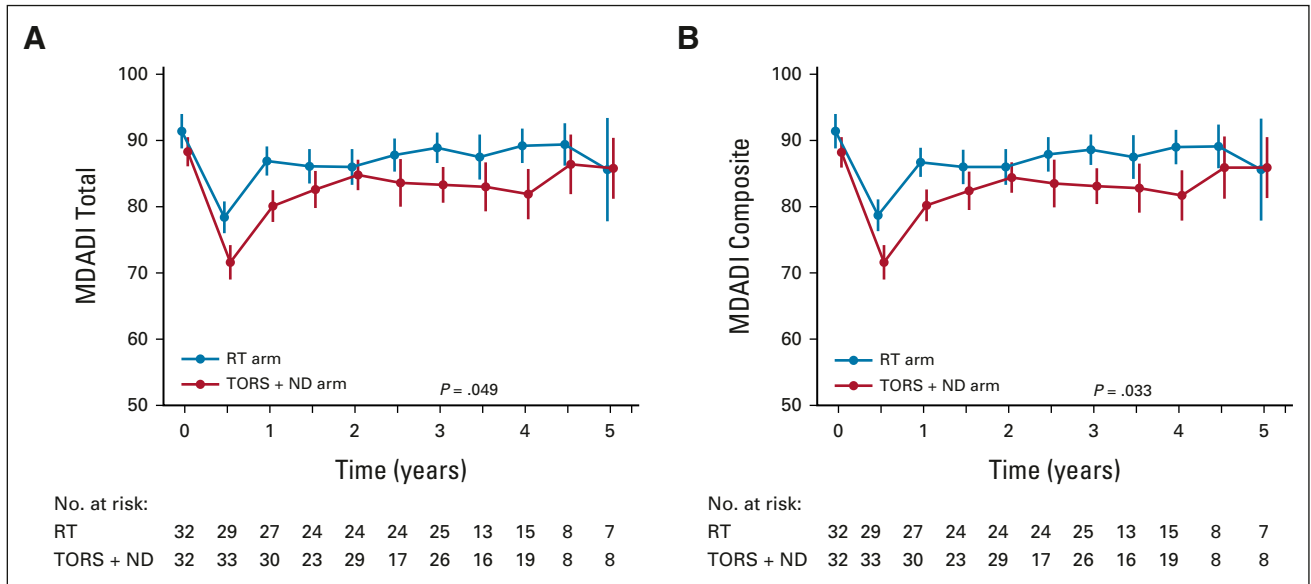 A
MDADI Total
100
90
80
70
60
50
RT arm
TORS + ND arm
P = .049
0 1 2 3 4 5
Time (years)
No. at risk:
RT 32 29 27 24 24 24 25 13 15 8 7
TORS + ND 32 33 30 23 29 17 26 16 19 8 8
B
MDADI Composite
100
90
80
70
60
50
RT arm
TORS + ND arm
P = .033
0 1 2 3 4 5
Time (years)
No. at risk:
RT 32 29 27 24 24 24 25 13 15 8 7
TORS + ND 32 33 30 23 29 17 26 16 19 8 8